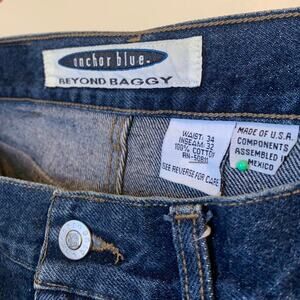 anchor blue
BEYOND BAGGY
WAIST: 34
INSEAM: 32
100% COTTON
SEE REVERSE FOR CARE
MADE OF U.S.A.
COMPONENTS
ASSEMBLED
MEXICO